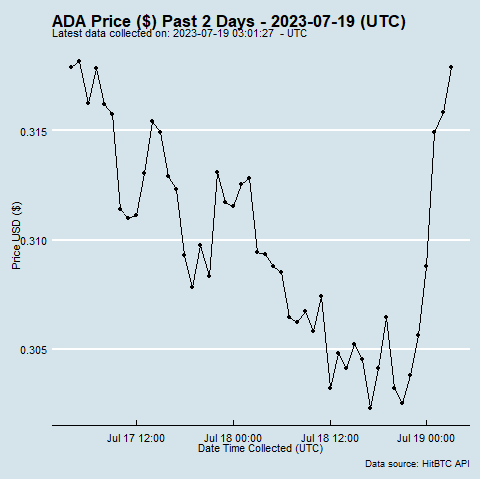 ADA Price ($) Past 2 Days - 2023-07-19 (UTC)
Latest data collected on: 2023-07-19 03:01:27  - UTC
0.315
0.310
0.305
Price USD ($)
Jul 17 12:00
Jul 18 00:00
Jul 18 12:00
Jul 19 00:00
Date Time Collected (UTC)
Data source: HitBTC API